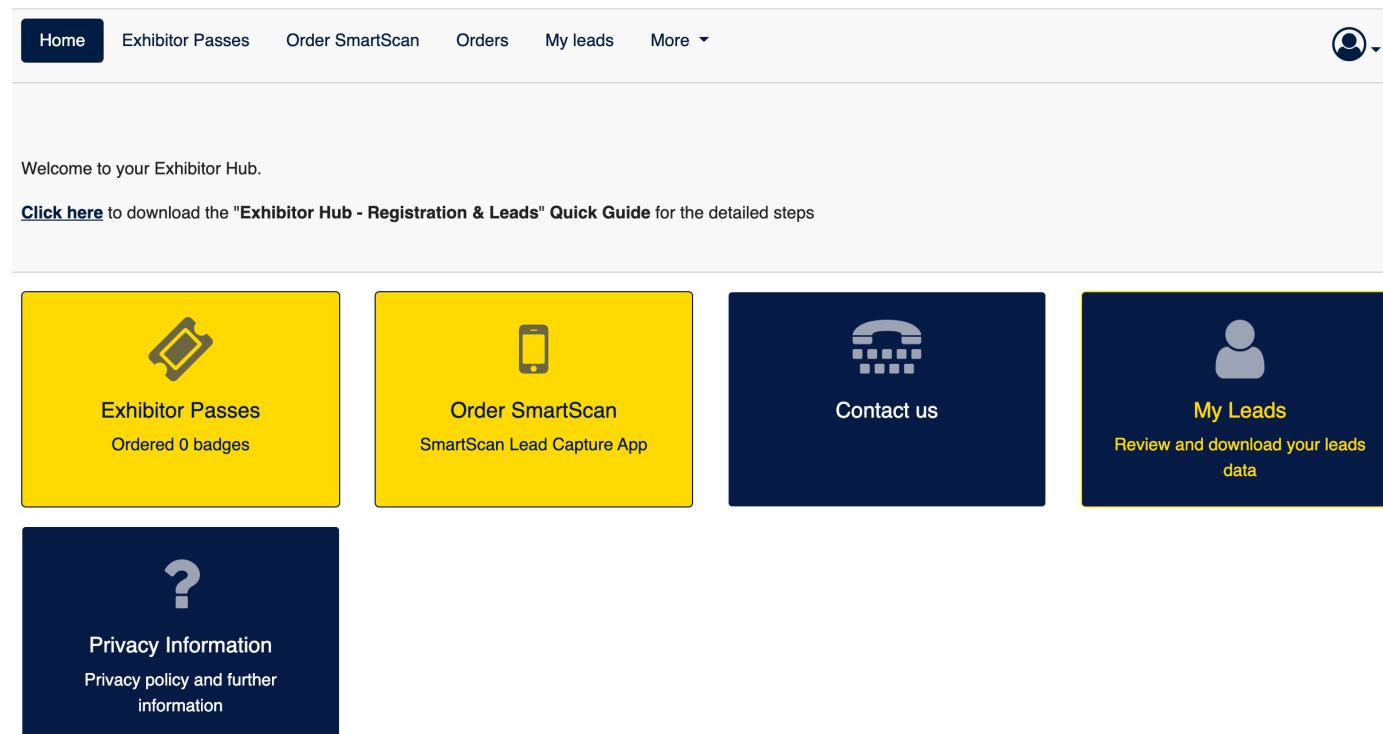 Home Exhibitor Passes Order SmartScan Orders My leads More
Welcome to your Exhibitor Hub.
Click here to download the "Exhibitor Hub - Registration & Leads" Quick Guide for the detailed steps
Exhibitor Passes
Ordered 0 badges
Order SmartScan
SmartScan Lead Capture App
Contact us
My Leads
Review and download your leads
data
Privacy Information
Privacy policy and further
information